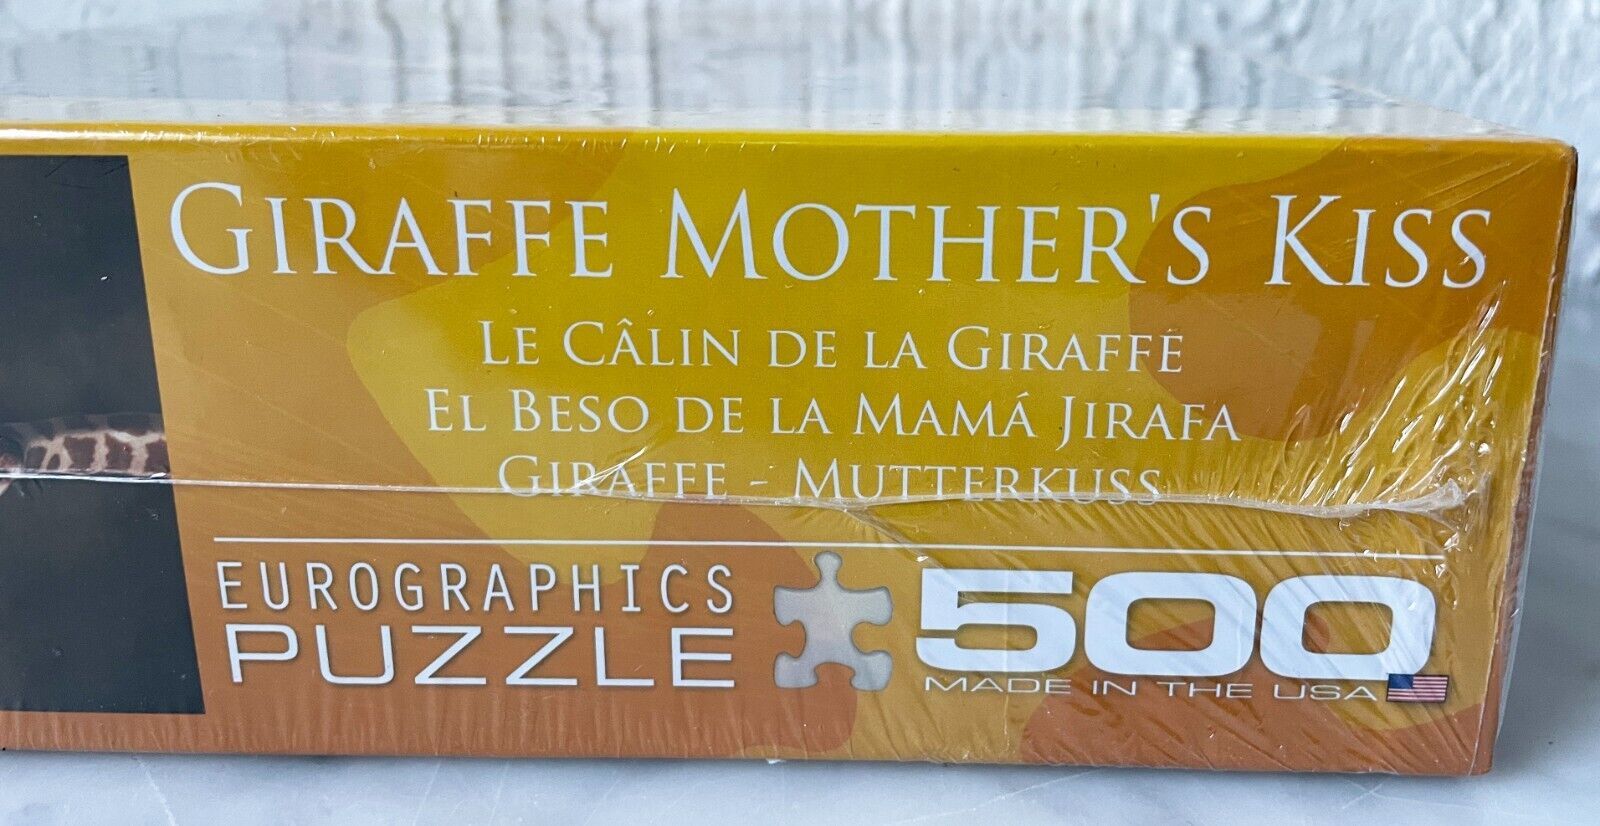 GIRAFFE MOTHER'S KISS
LE CÂLIN DE LA GIRAFFE
EL BESO DE LA MAMÁ JIRAFA
GIRAFFE - MUTTERKUSS
EUROGRAPHICS
PUZZLE
500
MADE IN THE USA